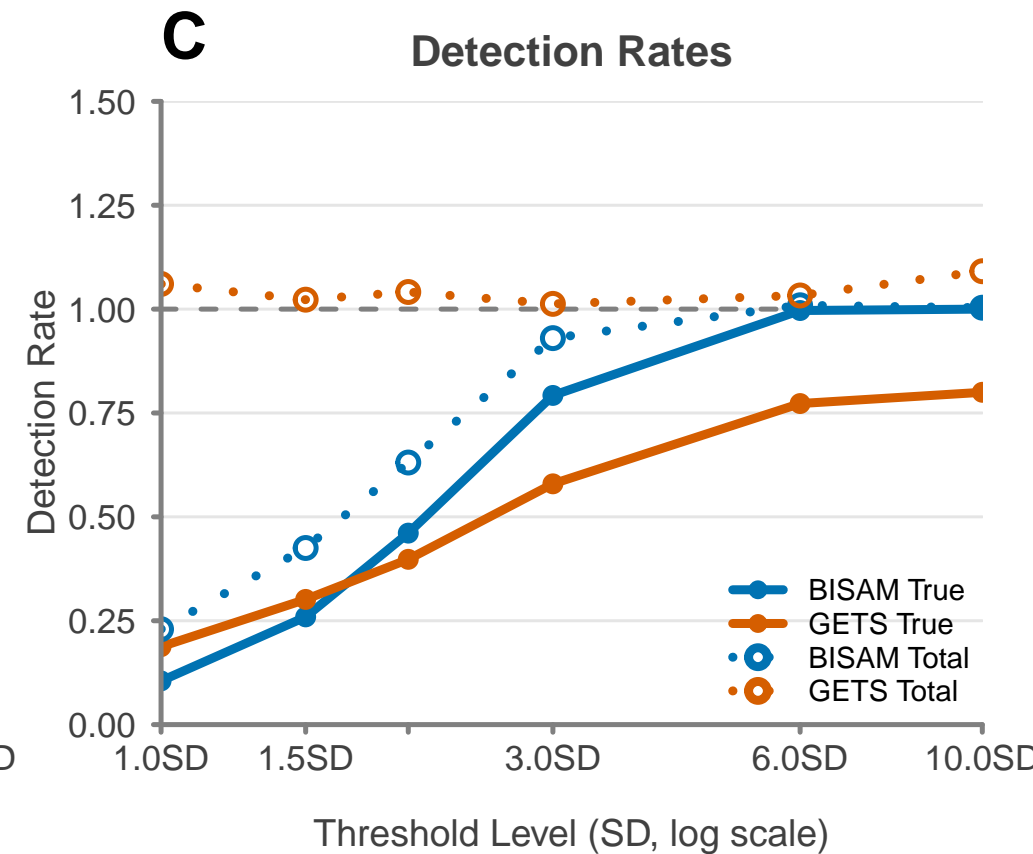 C
Detection Rates
1.50
1.25
1.00
0.75
0.50
0.25
0.00
Detection Rate
BISAM True
GETS True
BISAM Total
GETS Total
D 1.0SD 1.5SD 3.0SD 6.0SD 10.0SD
Threshold Level (SD, log scale)